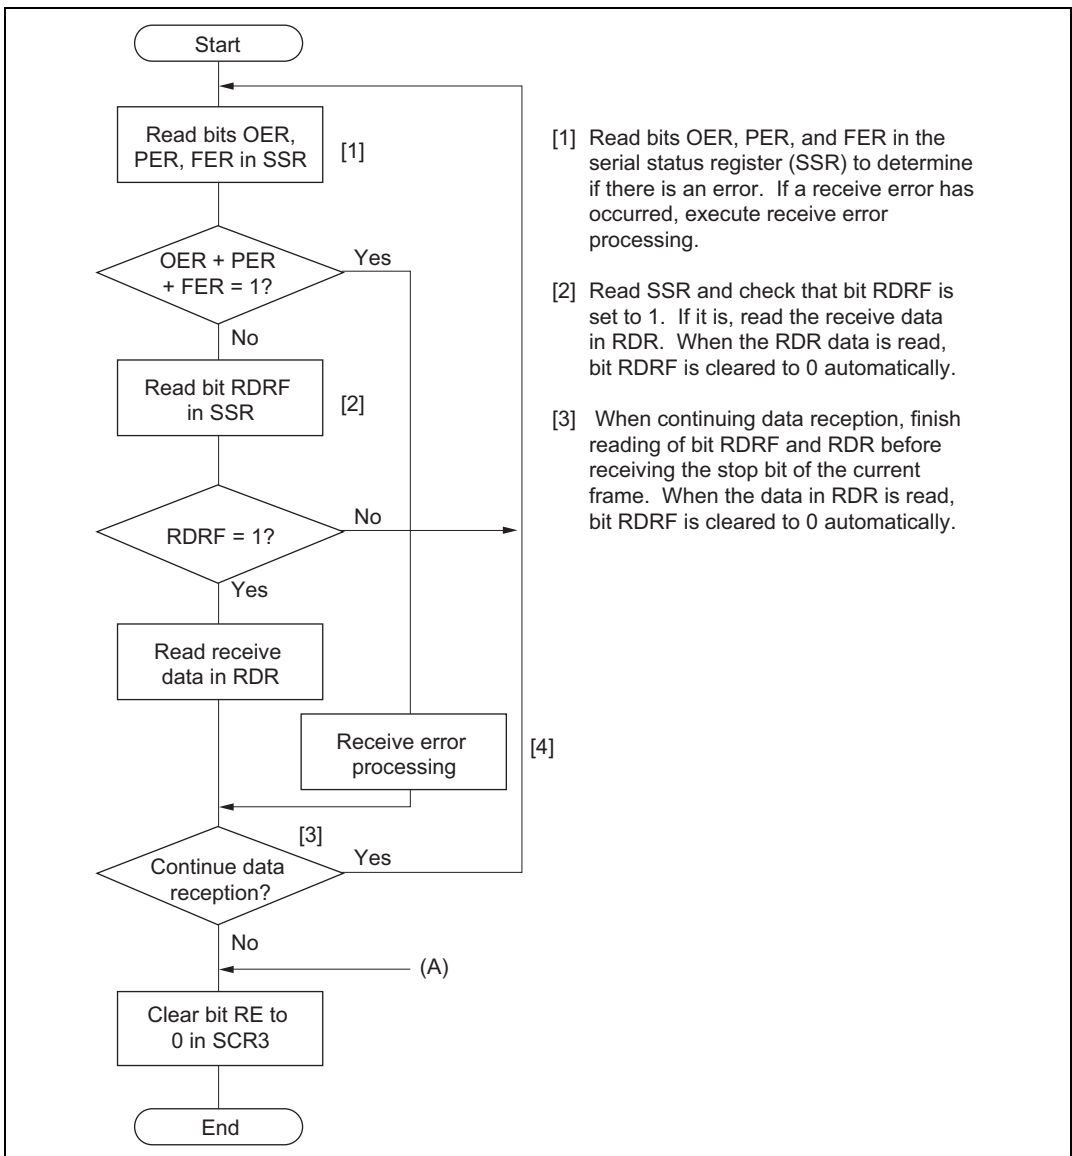 Start
Read bits OER,
PER, FER in SSR
[1]
OER + PER
+ FER = 1?
Yes
No
Read bit RDRF
in SSR
[2]
RDRF = 1?
No
Yes
Read receive
data in RDR
Receive error
processing
[4]
[3]
Continue data
reception?
Yes
No
(A)
Clear bit RE to
0 in SCR3
End
[1] Read bits OER, PER, and FER in the
serial status register (SSR) to determine
if there is an error. If a receive error has
occurred, execute receive error
processing.
[2] Read SSR and check that bit RDRF is
set to 1. If it is, read the receive data
in RDR. When the RDR data is read,
bit RDRF is cleared to 0 automatically.
[3] When continuing data reception, finish
reading of bit RDRF and RDR before
receiving the stop bit of the current
frame. When the data in RDR is read,
bit RDRF is cleared to 0 automatically.